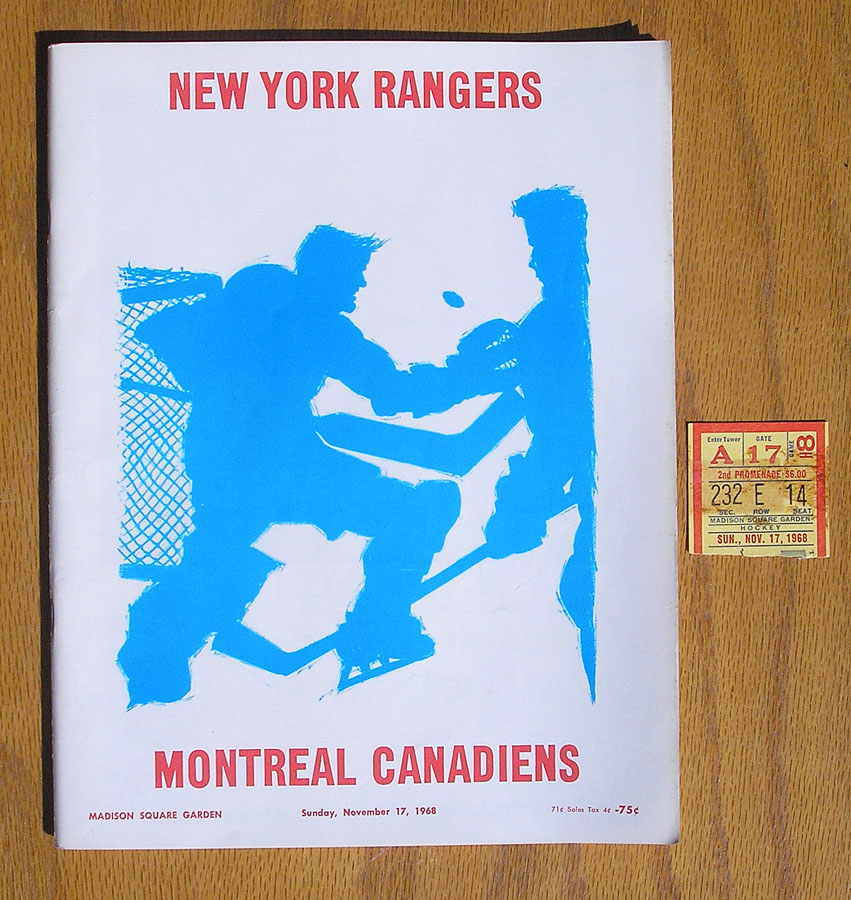 NEW YORK RANGERS
MONTREAL CANADIENS
MADISON SQUARE GARDEN Sunday, November 17, 1968 71¢ Sales Tax 4¢ -75¢
Enter Tower GATE GAME
A 17 8
2nd PROMENADE $6.00
232 E 14
SEC. ROW SEAT
MADISON SQUARE GARDEN
HOCKEY
SUN., NOV. 17, 1968